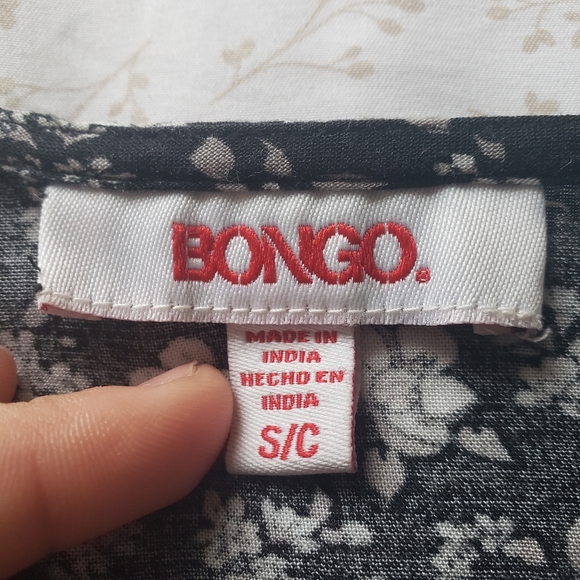 BONGO®
MADE IN
INDIA
HECHO EN
INDIA
S/C